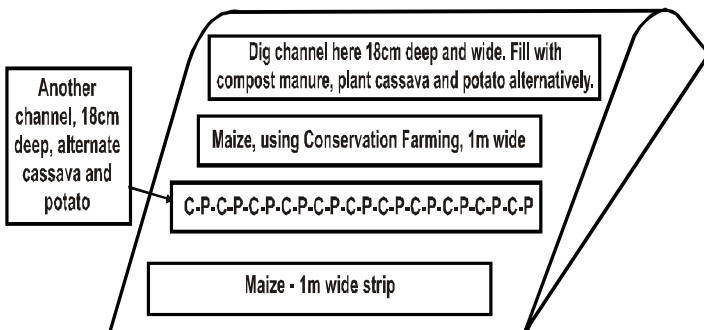 Dig channel here 18cm deep and wide. Fill with
compost manure, plant cassava and potato alternatively.
Another
channel, 18cm
deep, alternate
cassava and
potato
Maize, using Conservation Farming, 1m wide
C-P-C-P-C-P-C-P-C-P-C-P-C-P-C-P-C-P-C-P-C-P
Maize - 1m wide strip